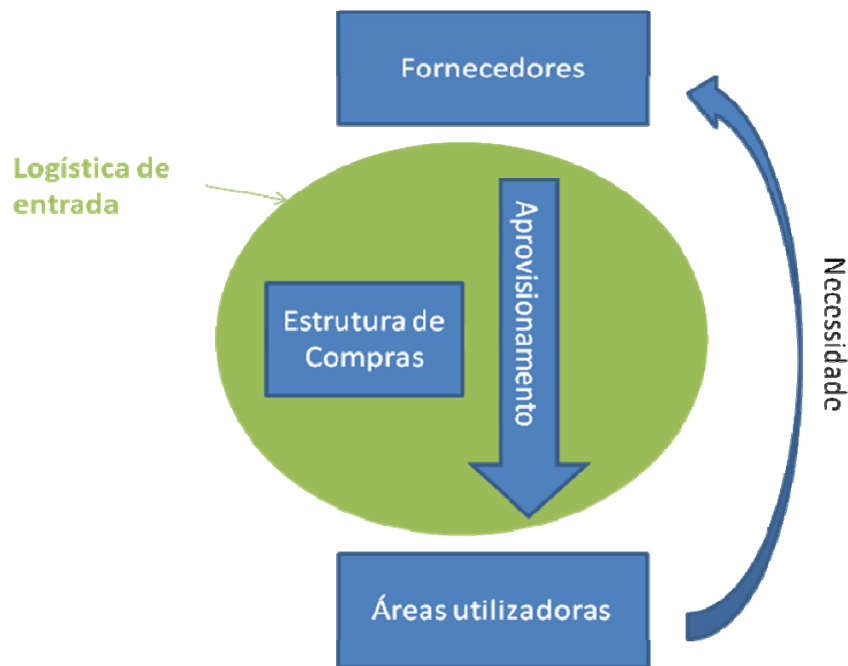 Fornecedores
Logística de
entrada
Aprovisionamento
Estrutura de
Compras
Necessidade
Áreas utilizadoras